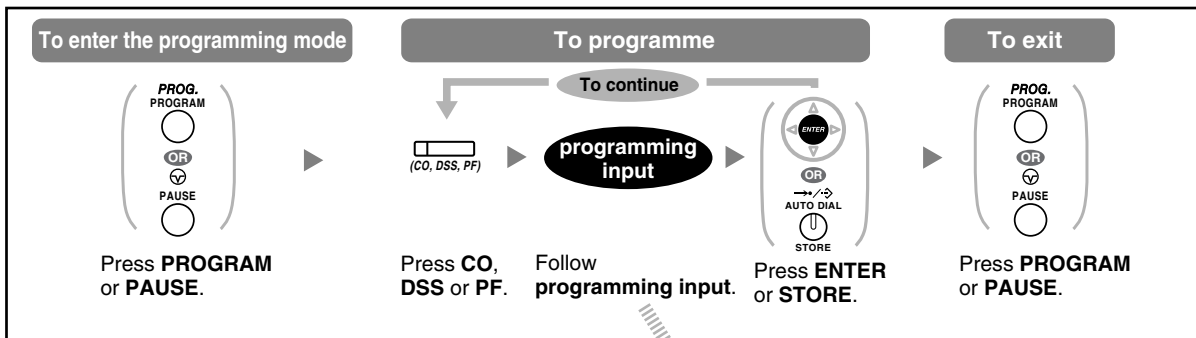 To enter the programming mode
To programme
To exit
To continue
PROG.
PROGRAM
OR
PAUSE
(CO, DSS, PF)
programming
input
ENTER
OR
AUTO DIAL
STORE
PROG.
PROGRAM
OR
PAUSE
Press PROGRAM
or PAUSE.
Press CO,
DSS or PF.
Follow
programming input.
Press ENTER
or STORE.
Press PROGRAM
or PAUSE.